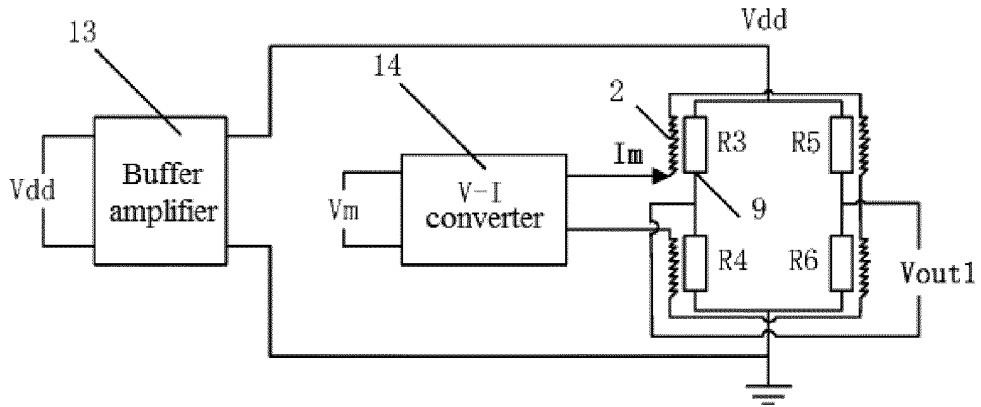 13
14
Vdd
2
Buffer
amplifier
Vdd
V-I
converter
Vm
Im
R3
R5
9
R4
R6
Vout1